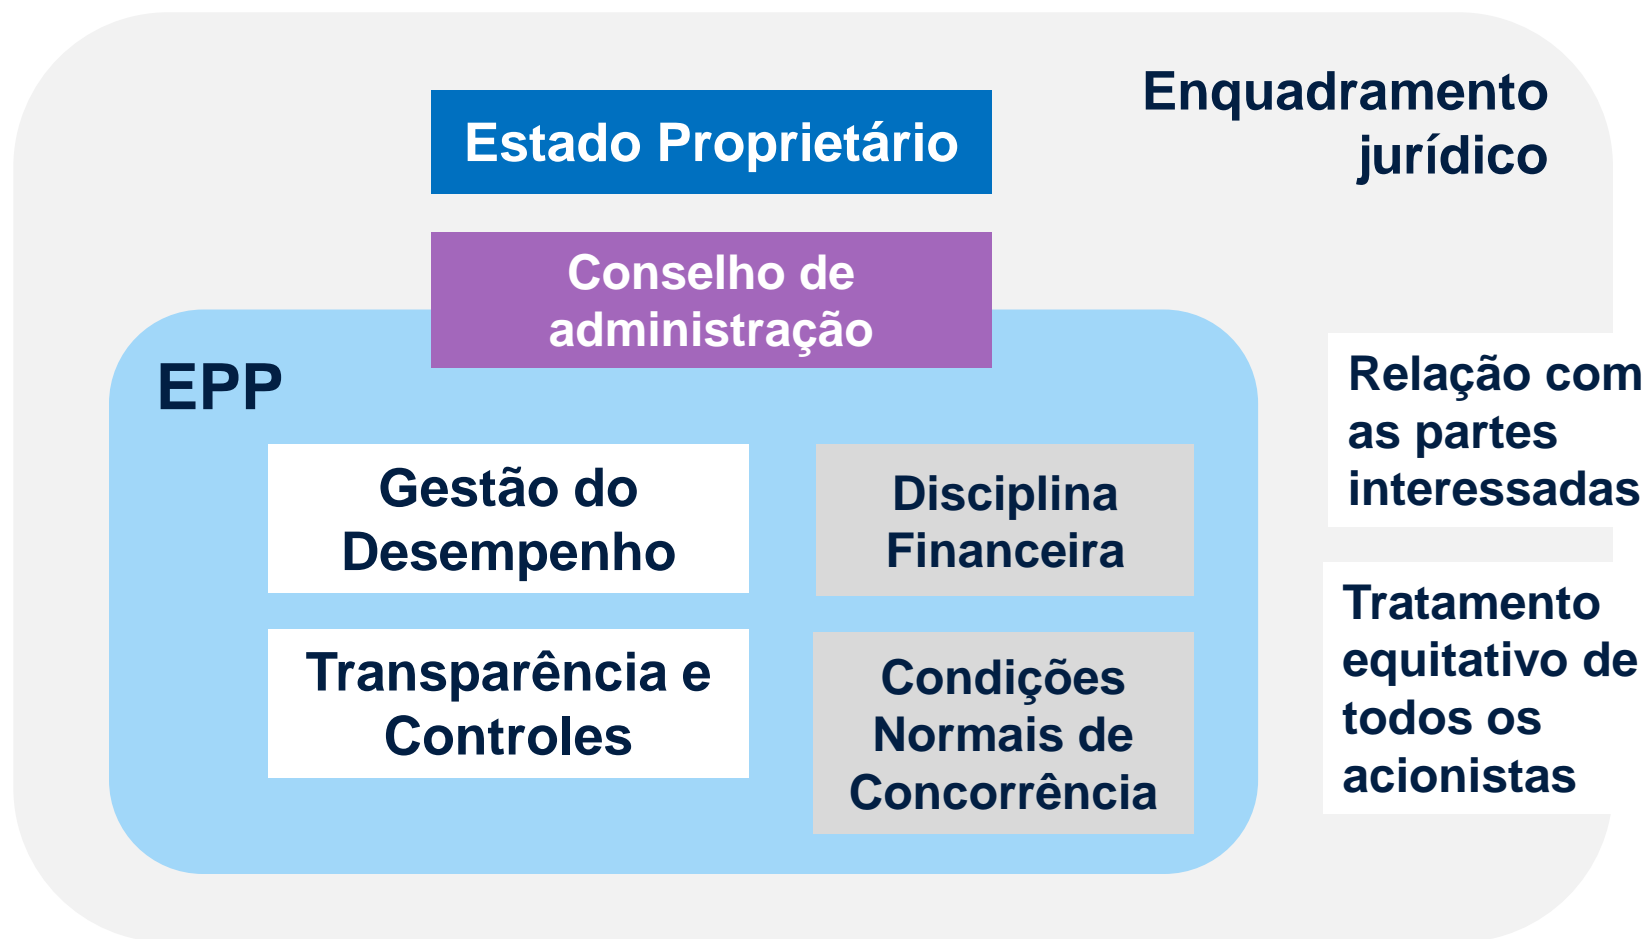 Enquadramento
jurídico
Estado Proprietário
Conselho de
administração
EPP
Gestão do
Desempenho
Disciplina
Financeira
Transparência e
Controles
Condições
Normais de
Concorrência
Relação com
as partes
interessadas
Tratamento
equitativo de
todos os
acionistas